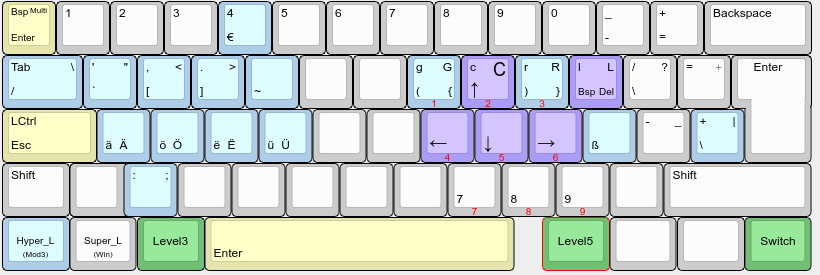 Bsp Multi 1 2 3 4 5 6 7 8 9 0 _ + Backspace
Enter € - =
Tab \ ' " , < . > g G c C r R l L / ? = + Enter
/ ` [ ] ~ ( { ↑ ) } Bsp Del \
1 2 3
LCtrl - _ + |
Esc ä Ä ö Ö ë Ë ü Ü ← ↓ → ß \
4 5 6
Shift : ; Shift
7 8 9
7 8 9
Hyper_L Super_L Level3 Level5 Switch
(Mod3) (Win) Enter